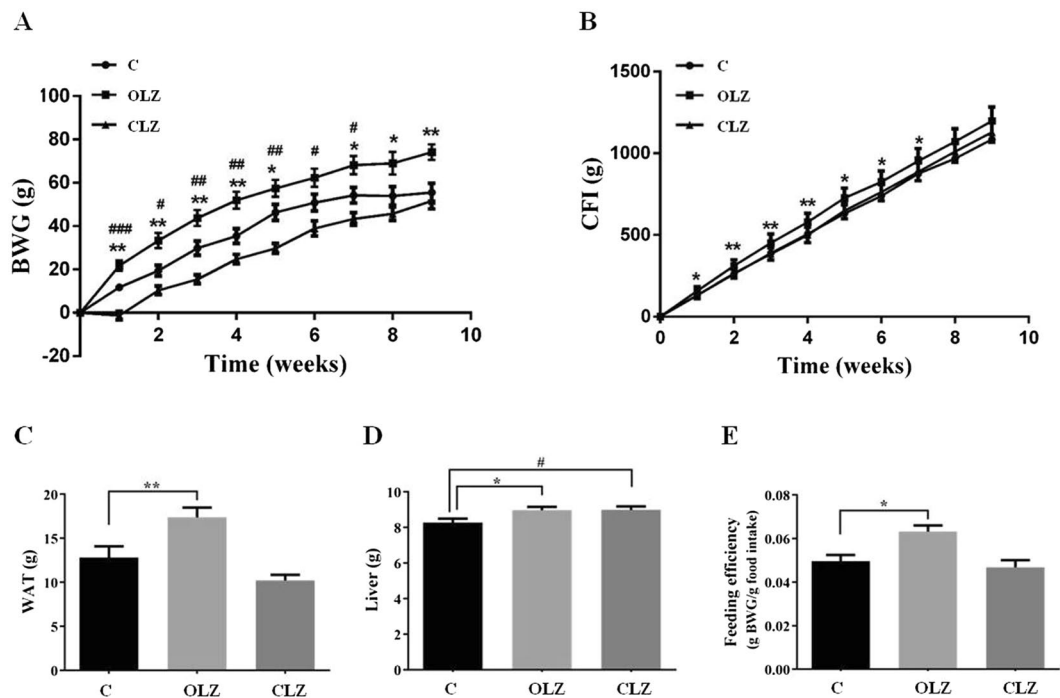 A
C
OLZ
CLZ
BWG (g)
100
80
60
40
20
0
-20
###
**
#
**
##
**
##
**
##
*
#
#
*
*
**
2
4
6
8
10
Time (weeks)
B
C
OLZ
CLZ
CFI (g)
1500
1000
500
0
*
**
**
**
*
*
*
0
2
4
6
8
10
Time (weeks)
C
WAT (g)
20
15
10
5
0
**
C
OLZ
CLZ
D
Liver (g)
10
8
6
4
2
0
#
*
C
OLZ
CLZ
E
Feeding efficiency
(g BWG/g food intake)
0.08
0.06
0.04
0.02
0.00
*
C
OLZ
CLZ